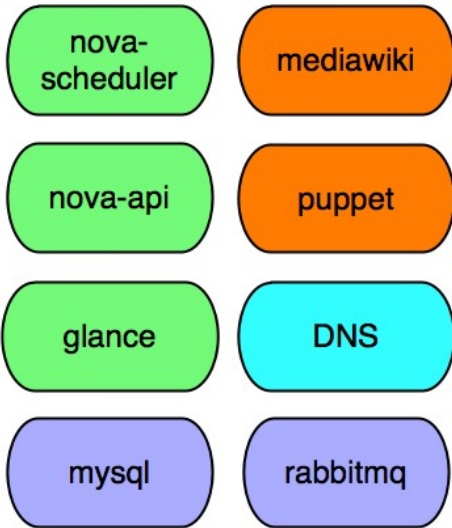 nova-
scheduler
mediawiki
nova-api
puppet
glance
DNS
mysql
rabbitmq